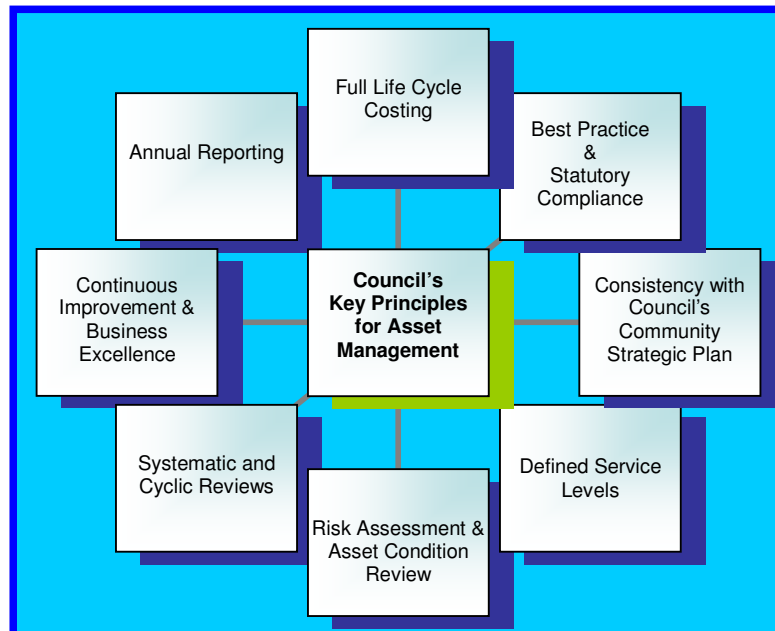 Full Life Cycle
Costing
Best Practice
&
Statutory
Compliance
Consistency with
Council's
Community
Strategic Plan
Defined Service
Levels
Risk Assessment &
Asset Condition
Review
Systematic and
Cyclic Reviews
Continuous
Improvement &
Business
Excellence
Annual Reporting
Council's
Key Principles
for Asset
Management